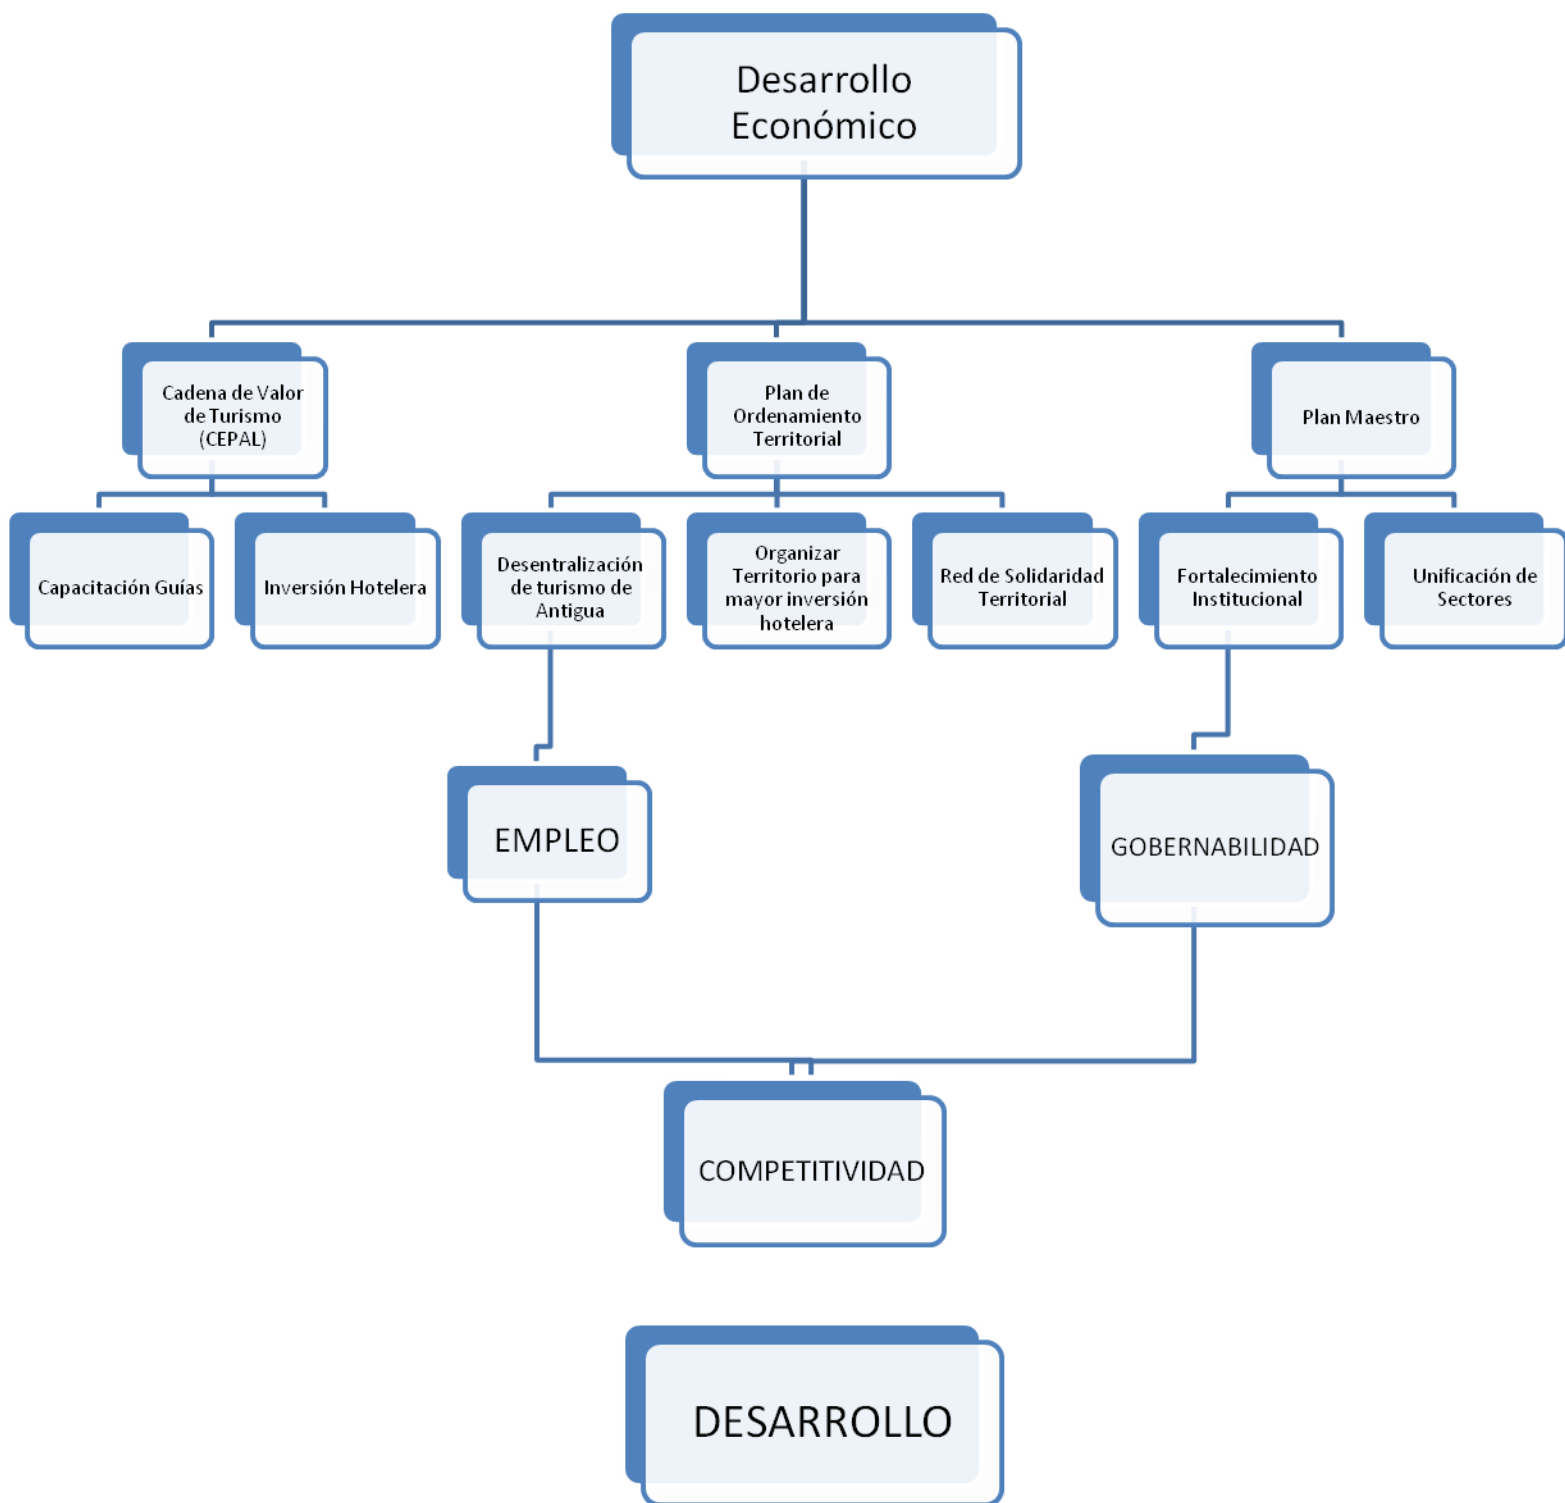 Desarrollo
Económico
Cadena de Valor
de Turismo
(CEPAL)
Plan de
Ordenamiento
Territorial
Plan Maestro
Capacitación Guías
Inversión Hotelera
Desentralización
de turismo de
Antigua
Organizar
Territorio para
mayor inversión
hotelera
Red de Solidaridad
Territorial
Fortalecimiento
Institucional
Unificación de
Sectores
EMPLEO
GOBERNABILIDAD
COMPETITIVIDAD
DESARROLLO